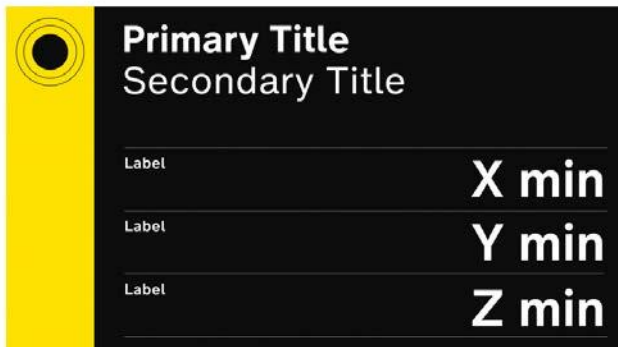 Primary Title
Secondary Title
Label
X min
Label
Y min
Label
Z min